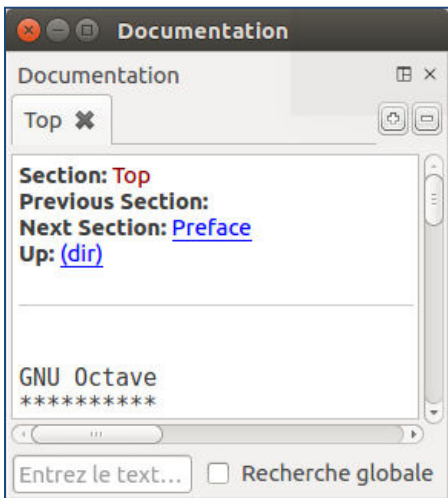 Documentation
Documentation
Top
Section: Top
Previous Section:
Next Section: Preface
Up: (dir)
GNU Octave
**********
Entrez le text... Recherche globale